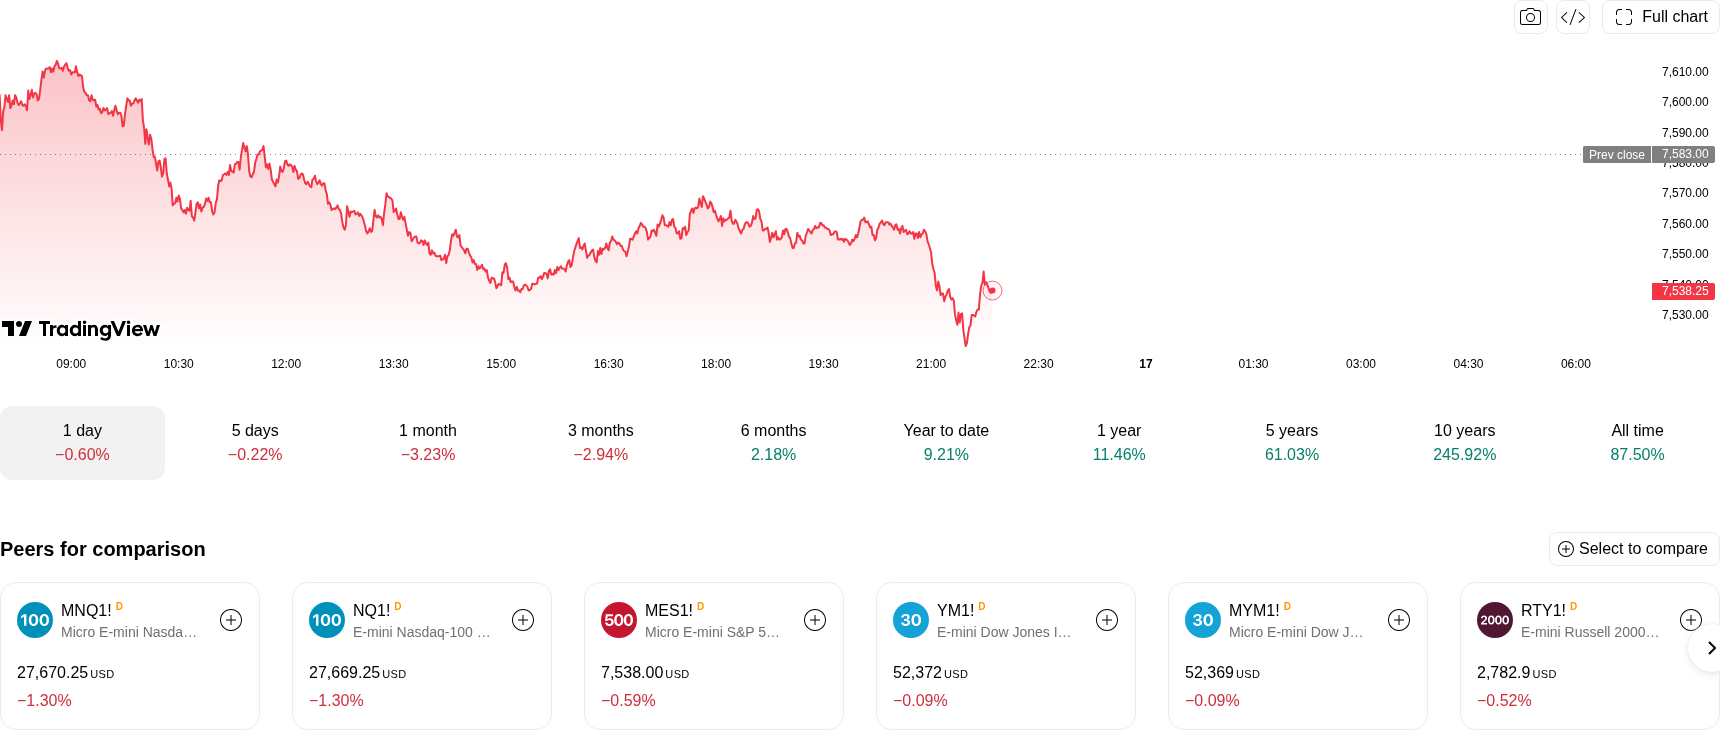 Full chart
7,610.00
7,600.00
7,590.00
Prev close 7,583.00
7,580.00
7,570.00
7,560.00
7,550.00
7,540.00
7,538.25
7,530.00
TradingView
09:00 10:30 12:00 13:30 15:00 16:30 18:00 19:30 21:00 22:30 17 01:30 03:00 04:30 06:00
1 day 5 days 1 month 3 months 6 months Year to date 1 year 5 years 10 years All time
−0.60% −0.22% −3.23% −2.94% 2.18% 9.21% 11.46% 61.03% 245.92% 87.50%
Peers for comparison
Select to compare
100 MNQ1! D
Micro E-mini Nasda…
27,670.25 USD
−1.30%
100 NQ1! D
E-mini Nasdaq-100 …
27,669.25 USD
−1.30%
500 MES1! D
Micro E-mini S&P 5…
7,538.00 USD
−0.59%
30 YM1! D
E-mini Dow Jones I…
52,372 USD
−0.09%
30 MYM1! D
Micro E-mini Dow J…
52,369 USD
−0.09%
2000 RTY1! D
E-mini Russell 2000…
2,782.9 USD
−0.52%